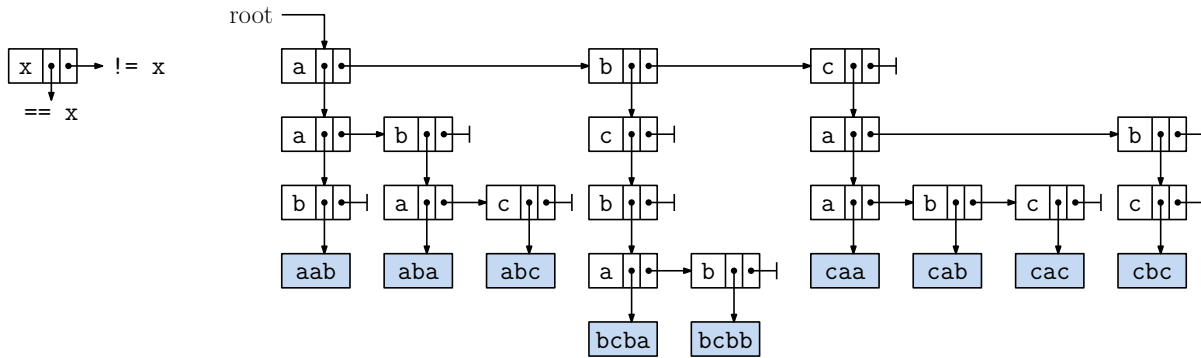 root
x != x
== x
a b c
a b c a b
b a c b a b c c
aab aba abc a b caa cab cac cbc
bcba bcbb